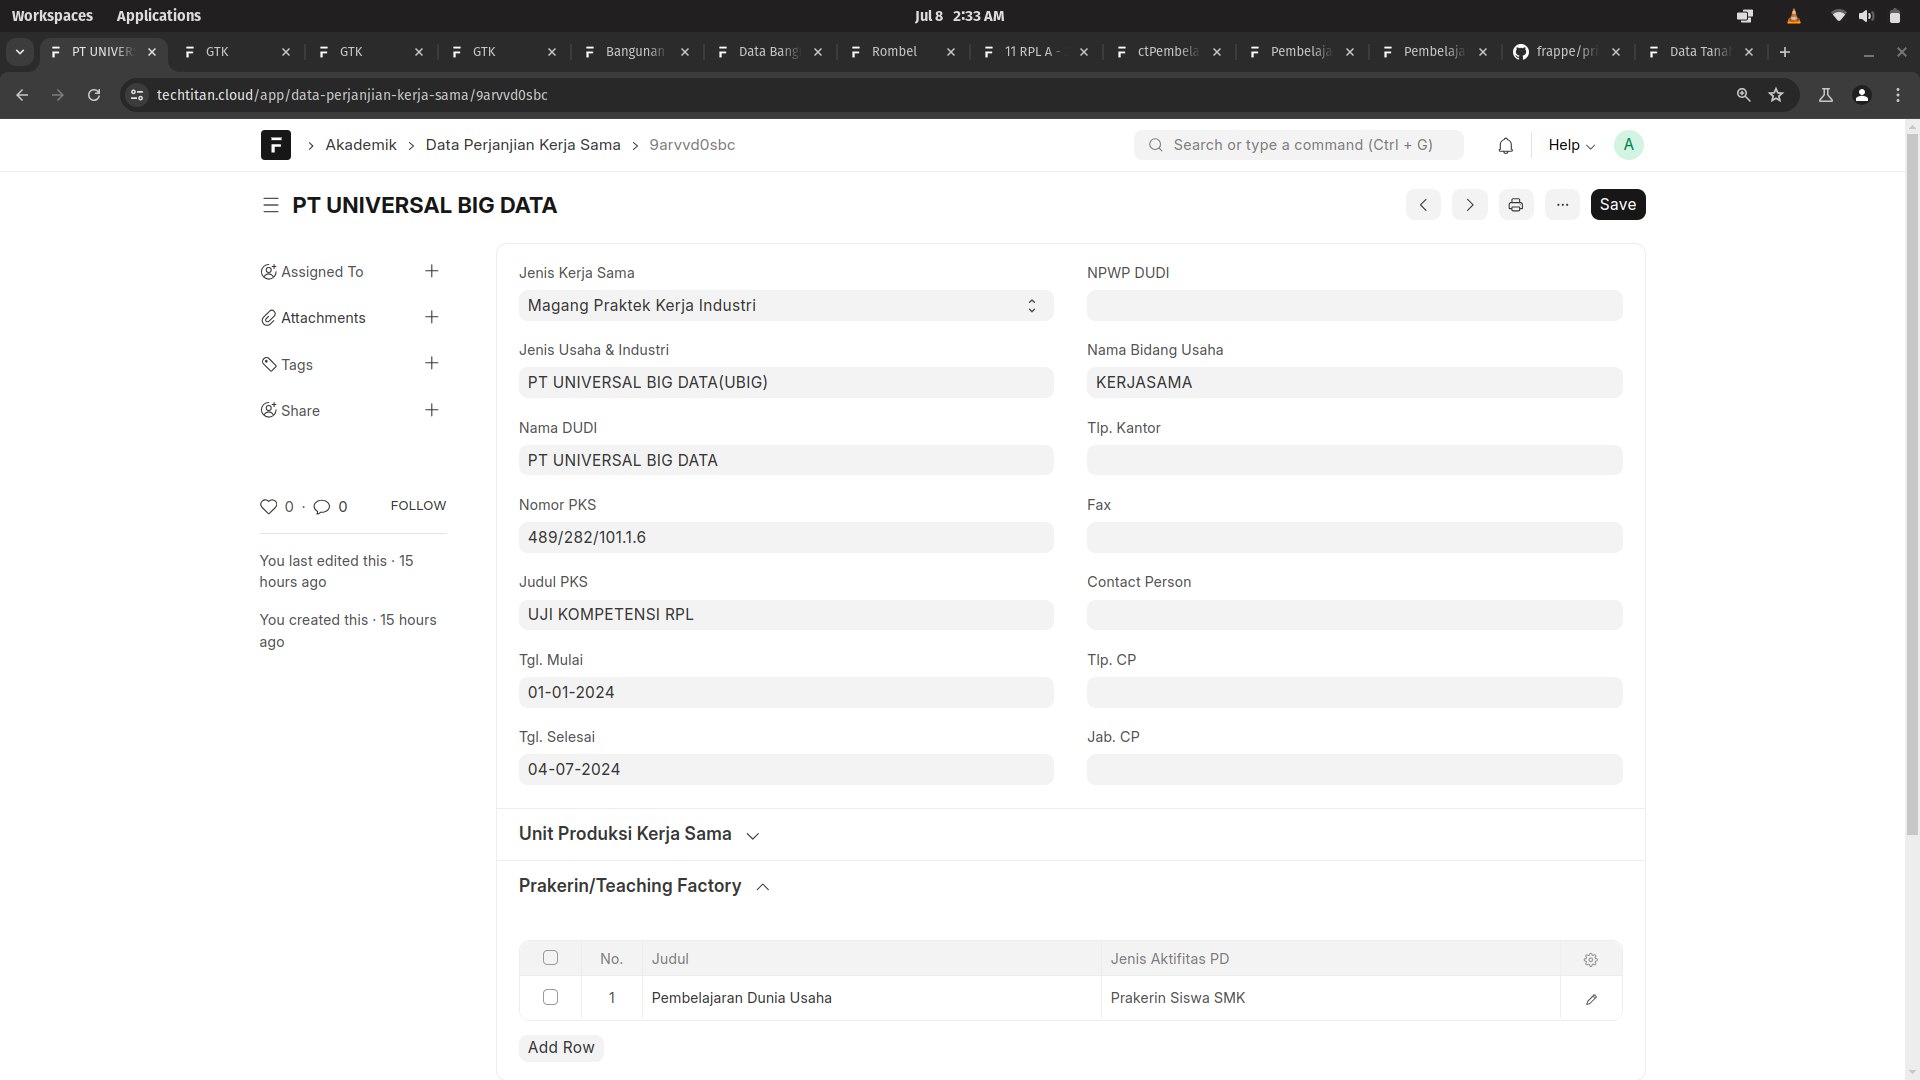 Workspaces Applications Jul 8 2:33 AM
PT UNIVER GTK GTK GTK Bangunan Data Bang Rombel 11 RPL A - ctPembela Pembelaja Pembelaja frappe/pri Data Tanah
techtitan.cloud/app/data-perjanjian-kerja-sama/9arvvd0sbc
Akademik Data Perjanjian Kerja Sama 9arvvd0sbc Search or type a command (Ctrl + G) Help A
PT UNIVERSAL BIG DATA ... Save
Assigned To
Attachments
Tags
Share
0 · 0 FOLLOW
You last edited this · 15
hours ago
You created this · 15 hours
ago
Jenis Kerja Sama
Magang Praktek Kerja Industri
Jenis Usaha & Industri
PT UNIVERSAL BIG DATA(UBIG)
Nama DUDI
PT UNIVERSAL BIG DATA
Nomor PKS
489/282/101.1.6
Judul PKS
UJI KOMPETENSI RPL
Tgl. Mulai
01-01-2024
Tgl. Selesai
04-07-2024
NPWP DUDI
Nama Bidang Usaha
KERJASAMA
Tlp. Kantor
Fax
Contact Person
Tlp. CP
Jab. CP
Unit Produksi Kerja Sama
Prakerin/Teaching Factory
No. Judul Jenis Aktifitas PD
1 Pembelajaran Dunia Usaha Prakerin Siswa SMK
Add Row